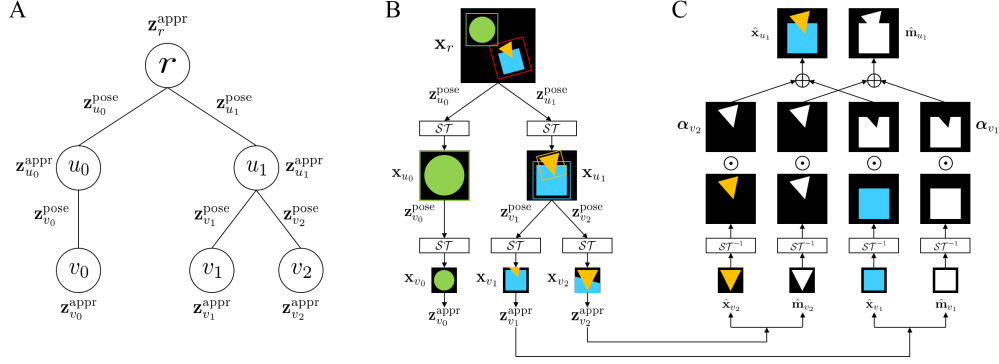 A
z_r^appr
r
z_{u_0}^pose z_{u_1}^pose
z_{u_0}^appr u_0 u_1 z_{u_1}^appr
z_{v_0}^pose z_{v_1}^pose z_{v_2}^pose
v_0 v_1 v_2
z_{v_0}^appr z_{v_1}^appr z_{v_2}^appr
B
x_r
z_{u_0}^pose z_{u_1}^pose
ST ST
x_{u_0} x_{u_1}
z_{v_0}^pose z_{v_1}^pose z_{v_2}^pose
ST ST ST
x_{v_0} x_{v_1} x_{v_2}
z_{v_0}^appr z_{v_1}^appr z_{v_2}^appr
C
x̂_{u_1} m̂_{u_1}
α_{v_2} α_{v_1}
ST^{-1} ST^{-1} ST^{-1} ST^{-1}
x̂_{v_2} m̂_{v_2} x̂_{v_1} m̂_{v_1}